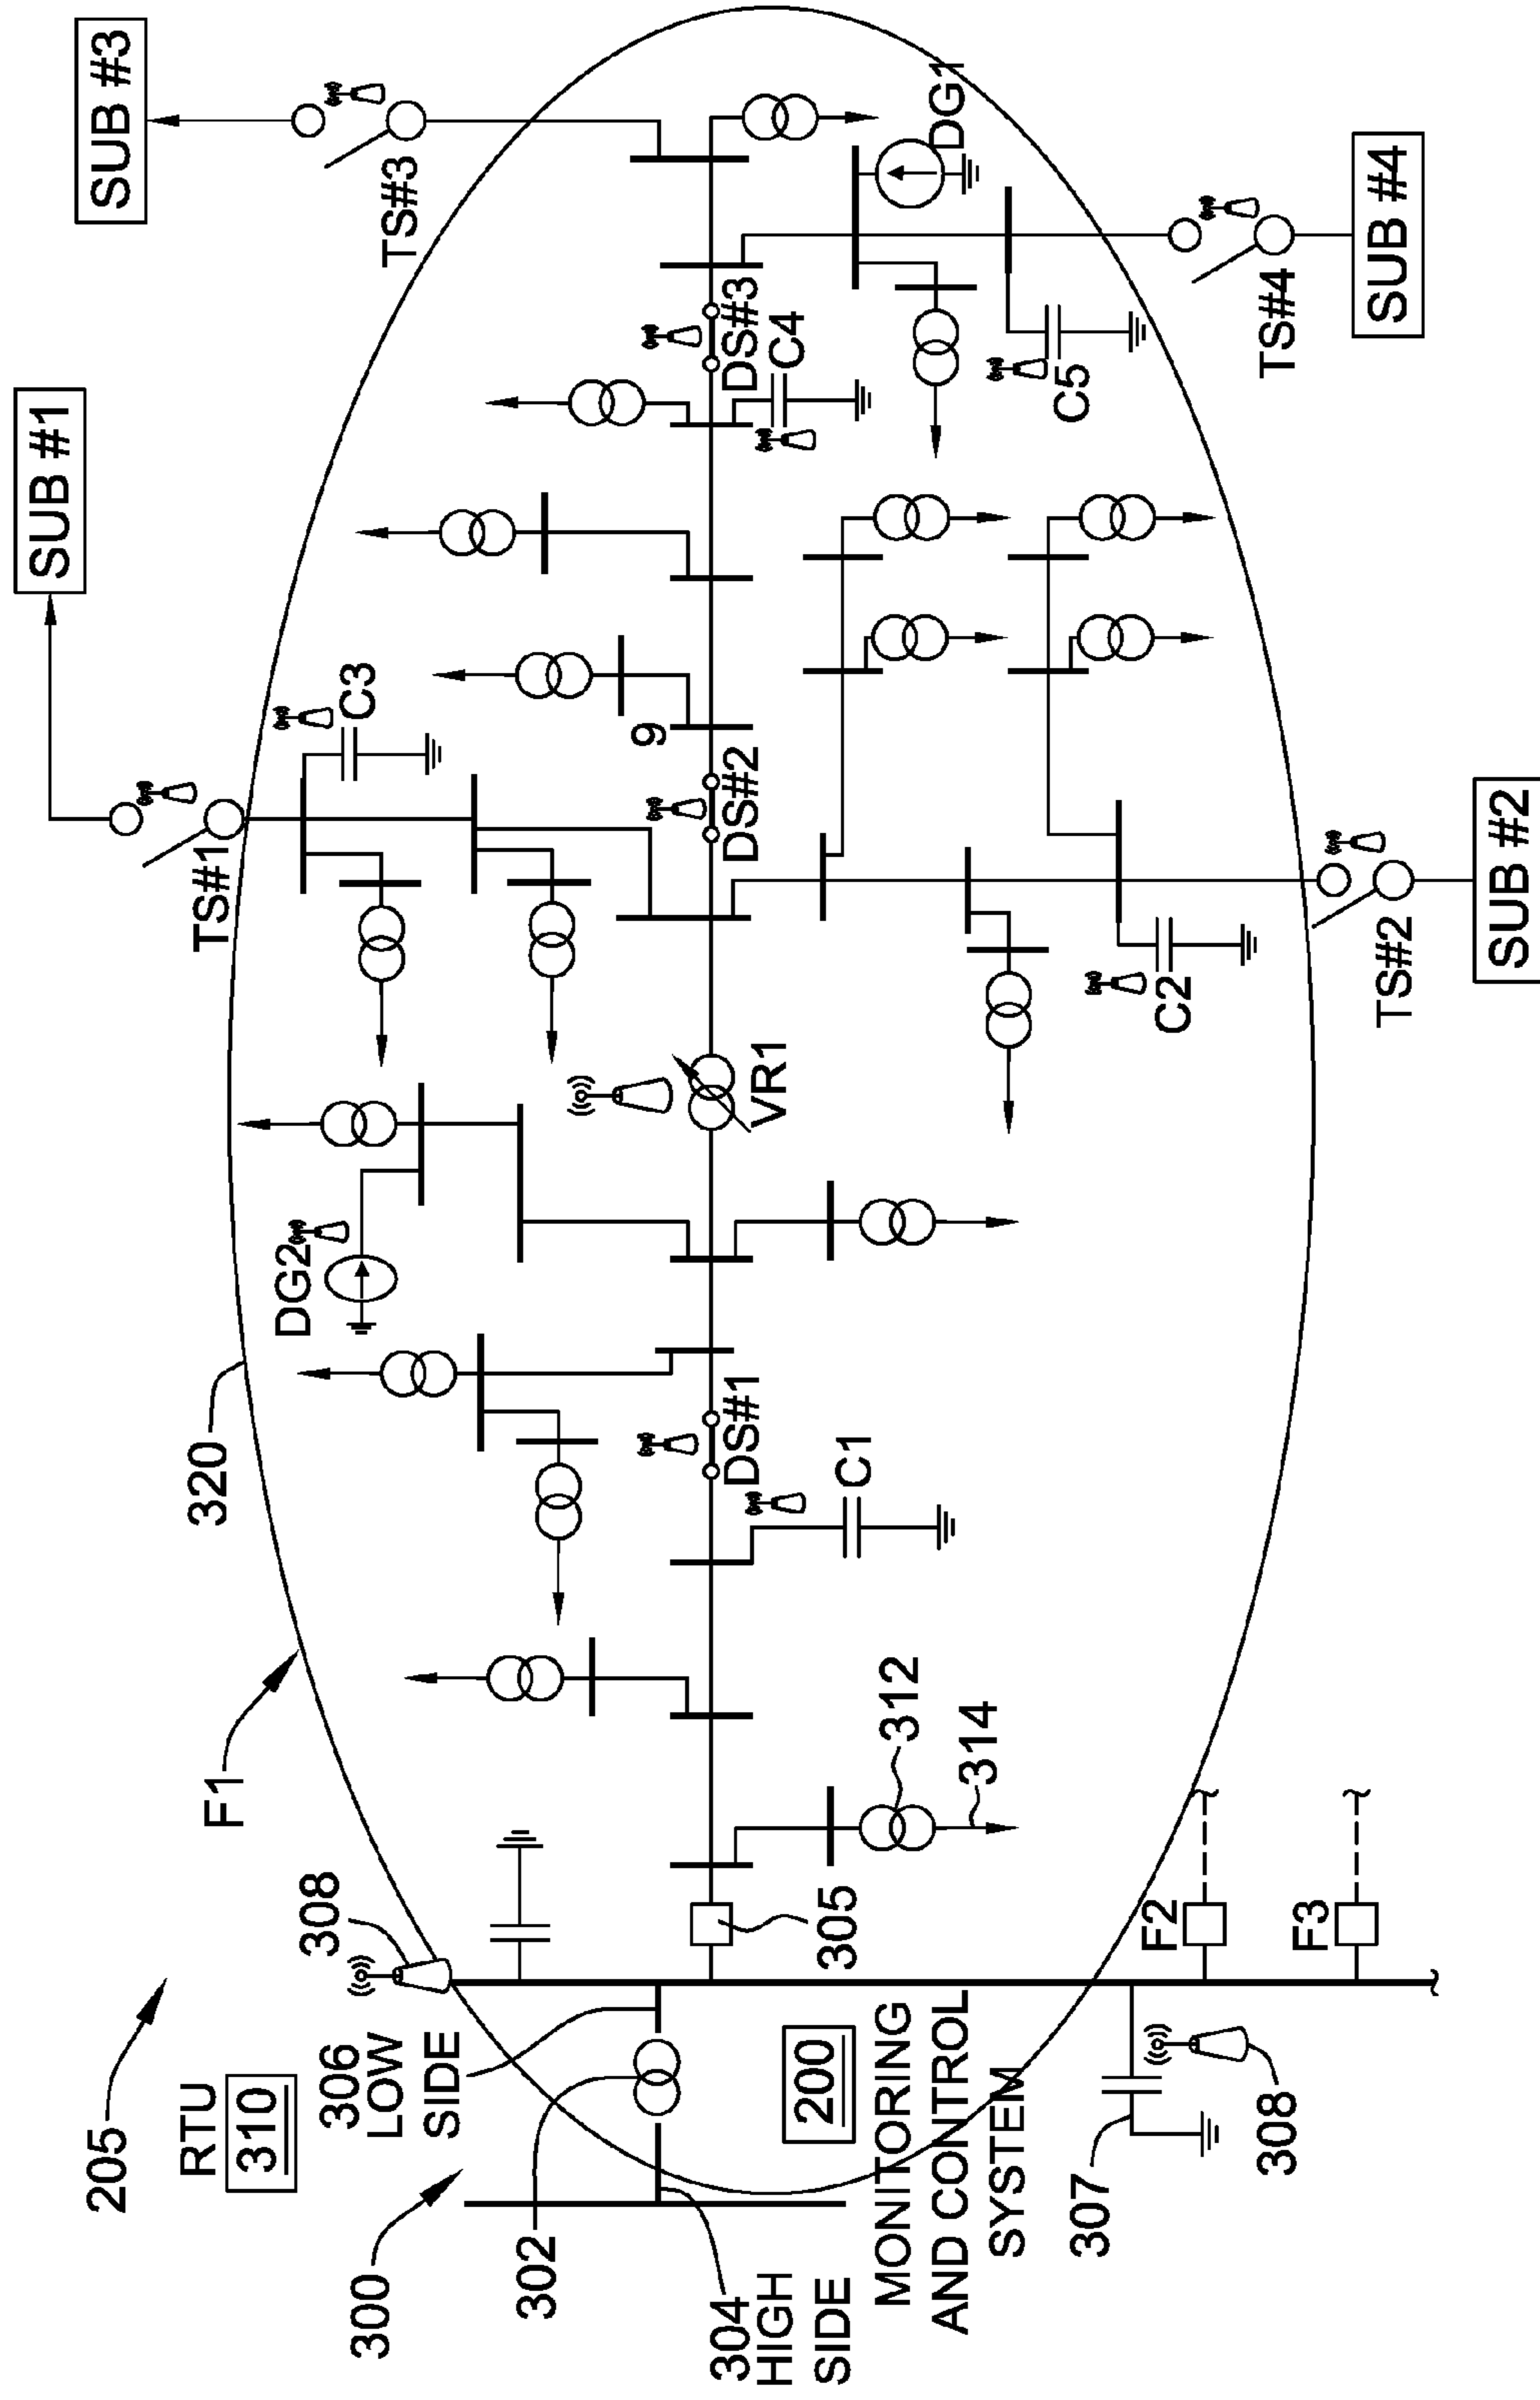 205
RTU
310
300
302
304
HIGH
SIDE
306
LOW
SIDE
308
200
MONITORING
AND CONTROL
SYSTEM
307
308
305
F2
F3
F1
320
312
314
C1
DS#1
DG2
VR1
TS#1
SUB #1
C3
DS#2
9
C2
TS#2
SUB #2
DS#3
C4
C5
TS#3
SUB #3
DG1
TS#4
SUB #4